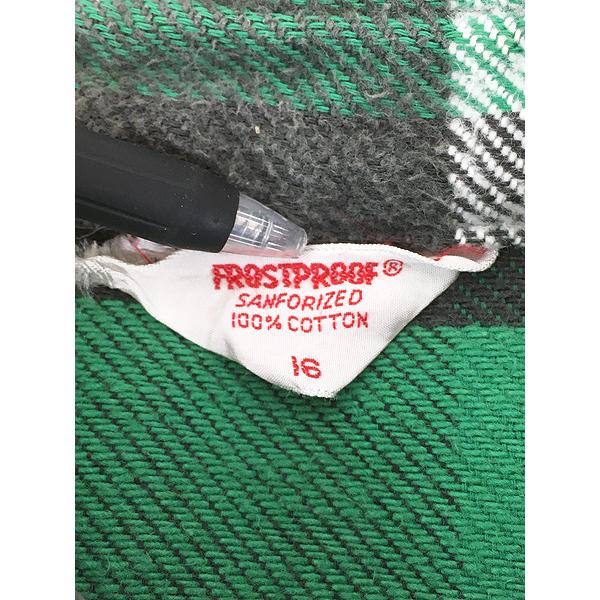 FROSTPROOF®
SANFORIZED
100% COTTON
16